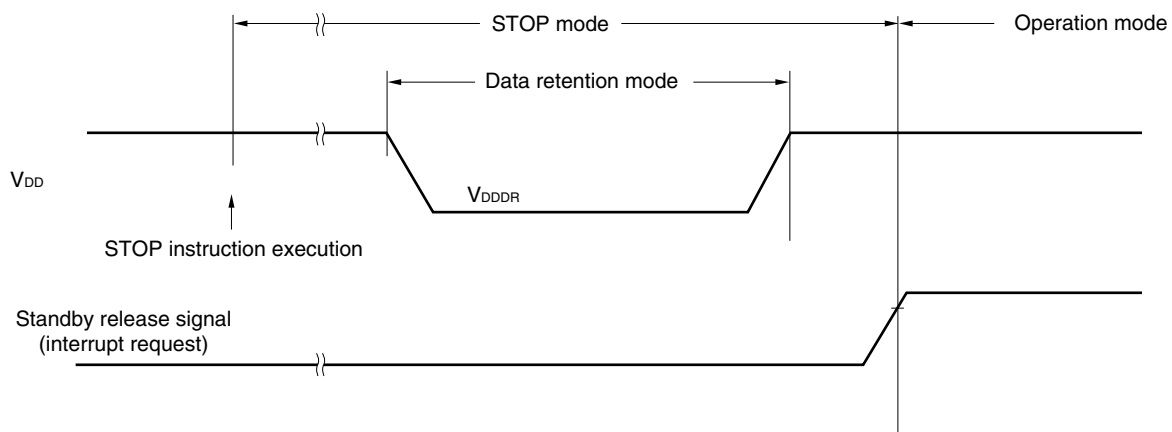 STOP mode
Operation mode
Data retention mode
VDD
VDDDR
STOP instruction execution
Standby release signal
(interrupt request)